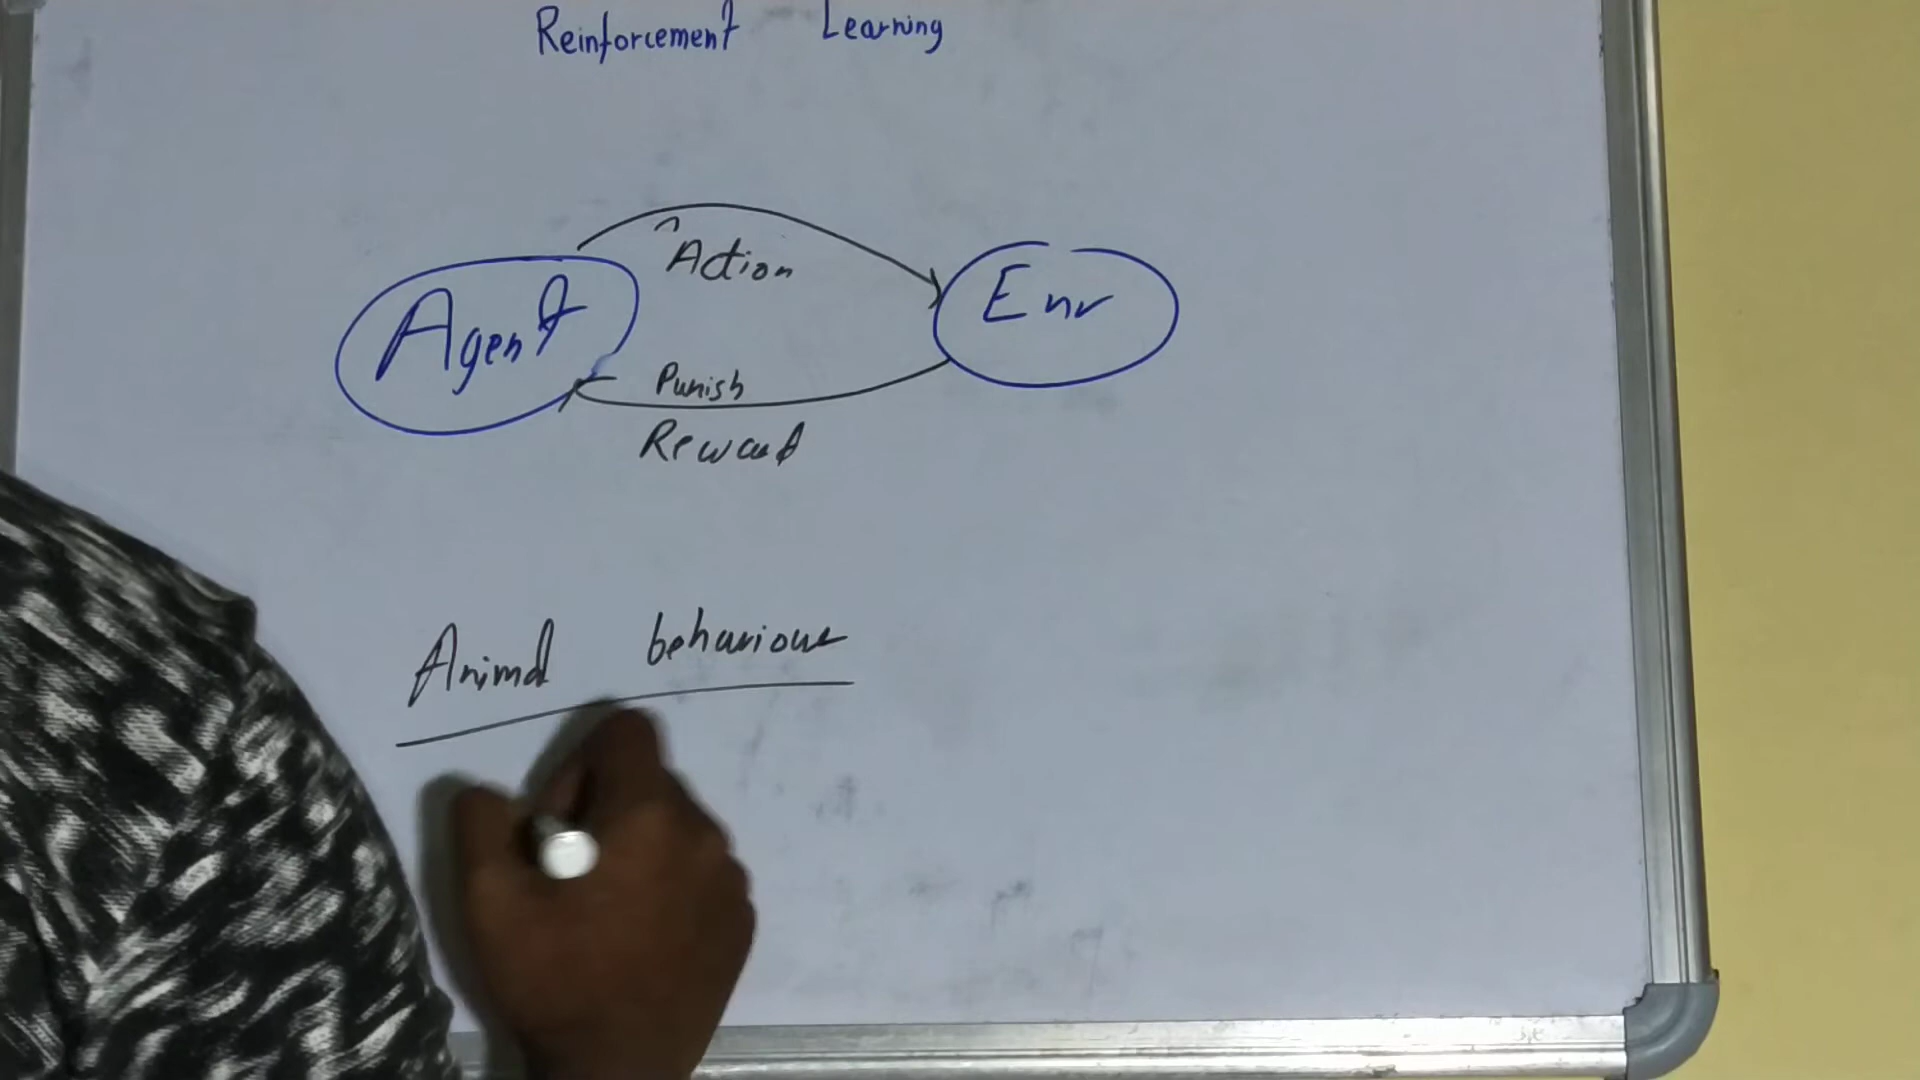 Reinforcement Learning
Action
Agent
Env
Punish
Reward
Animal behaviour